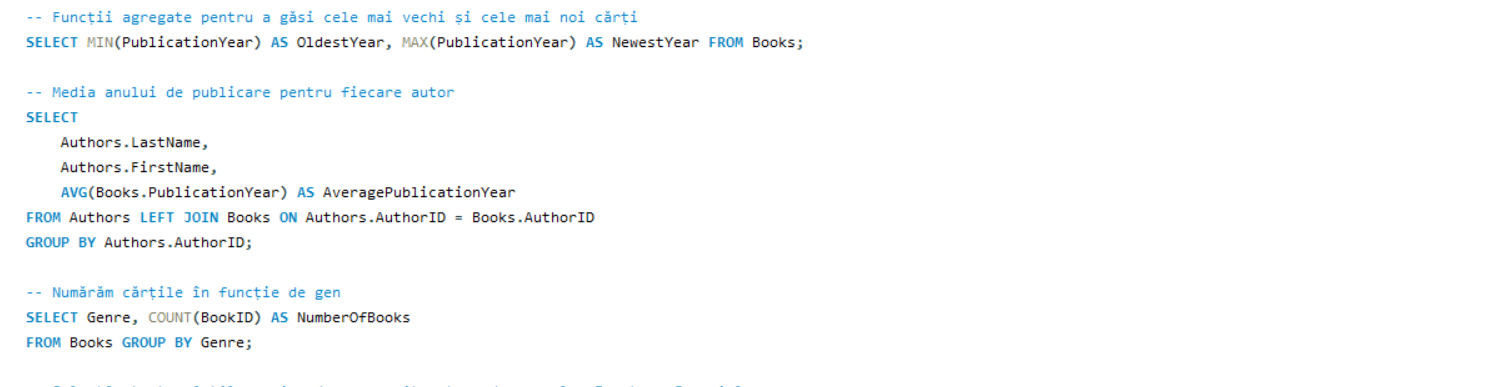 -- Funcții agregate pentru a găsi cele mai vechi și cele mai noi cărți
SELECT MIN(PublicationYear) AS OldestYear, MAX(PublicationYear) AS NewestYear FROM Books;
-- Media anului de publicare pentru fiecare autor
SELECT
    Authors.LastName,
    Authors.FirstName,
    AVG(Books.PublicationYear) AS AveragePublicationYear
FROM Authors LEFT JOIN Books ON Authors.AuthorID = Books.AuthorID
GROUP BY Authors.AuthorID;
-- Numărăm cărțile în funcție de gen
SELECT Genre, COUNT(BookID) AS NumberOfBooks
FROM Books GROUP BY Genre;